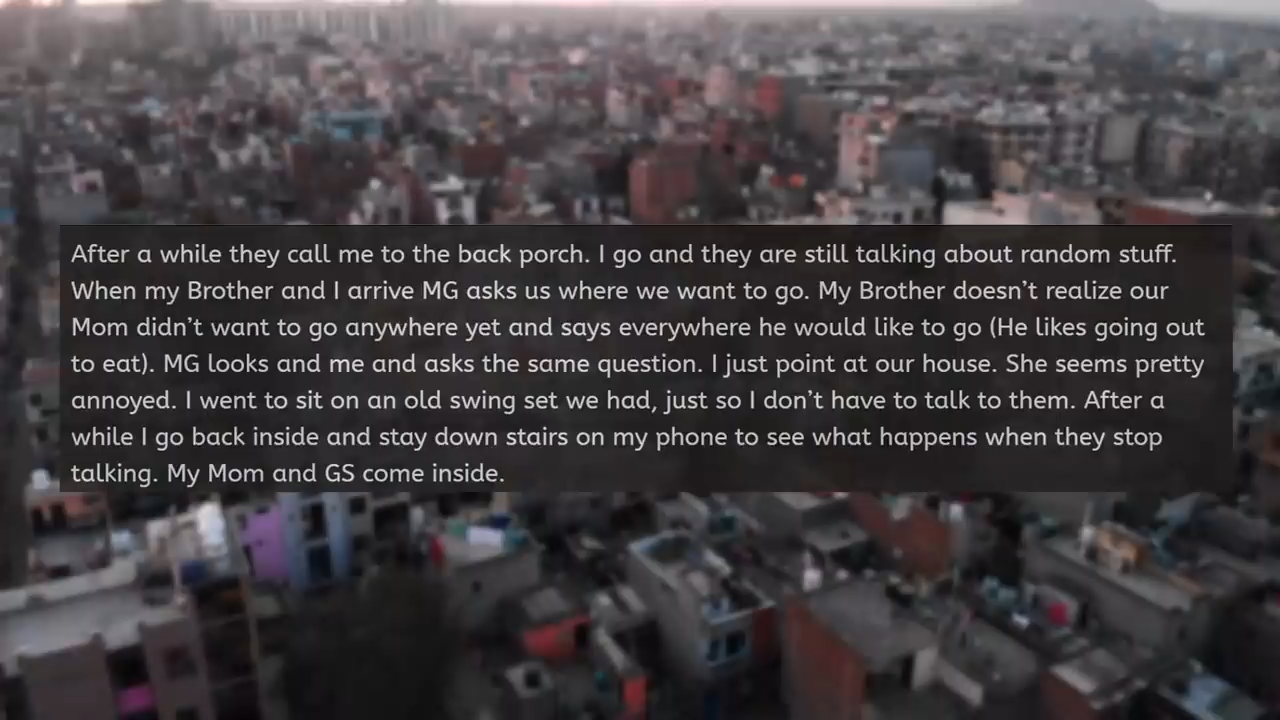 After a while they call me to the back porch. I go and they are still talking about random stuff.
When my Brother and I arrive MG asks us where we want to go. My Brother doesn’t realize our
Mom didn’t want to go anywhere yet and says everywhere he would like to go (He likes going out
to eat). MG looks and me and asks the same question. I just point at our house. She seems pretty
annoyed. I went to sit on an old swing set we had, just so I don’t have to talk to them. After a
while I go back inside and stay down stairs on my phone to see what happens when they stop
talking. My Mom and GS come inside.